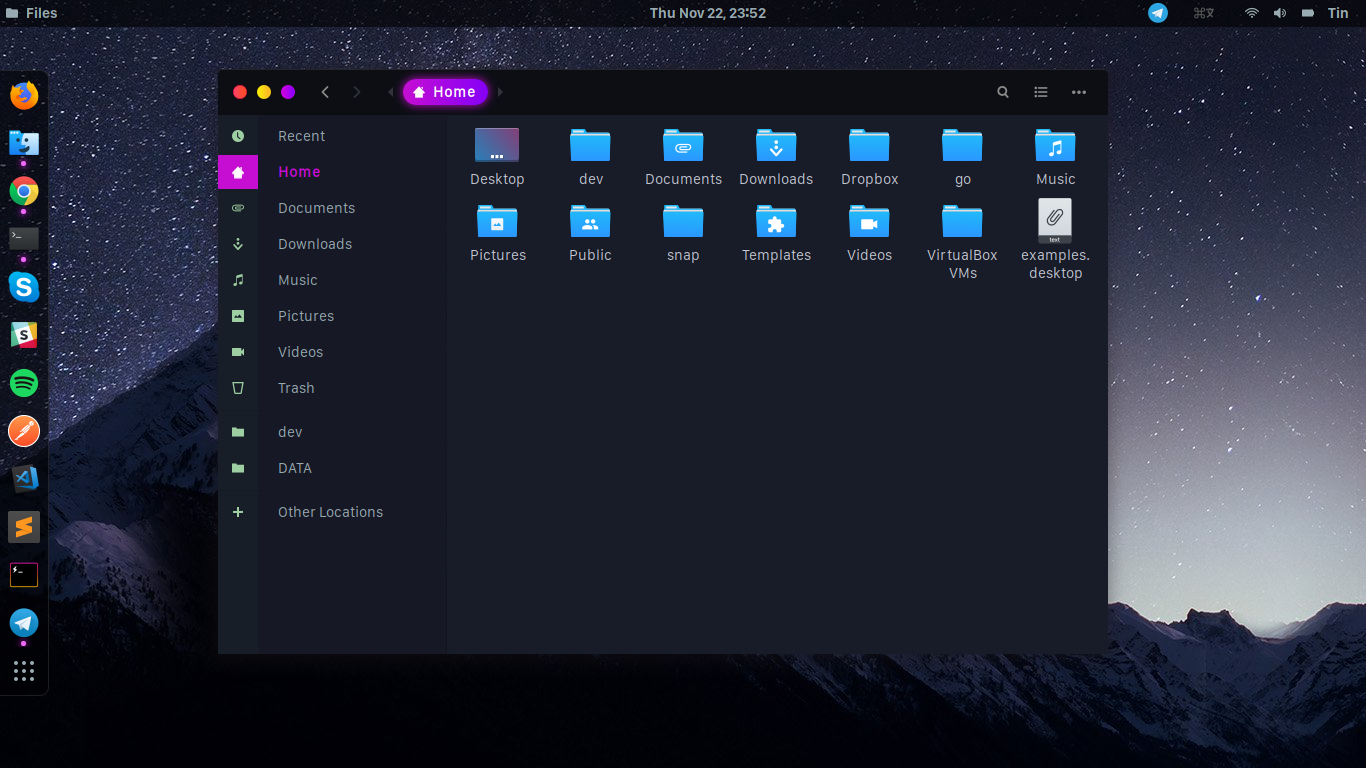 Files
Thu Nov 22, 23:52
Tin
Home
Recent
Home
Documents
Downloads
Music
Pictures
Videos
Trash
dev
DATA
Other Locations
Desktop
dev
Documents
Downloads
Dropbox
go
Music
Pictures
Public
snap
Templates
Videos
VirtualBox
VMs
text
examples.
desktop